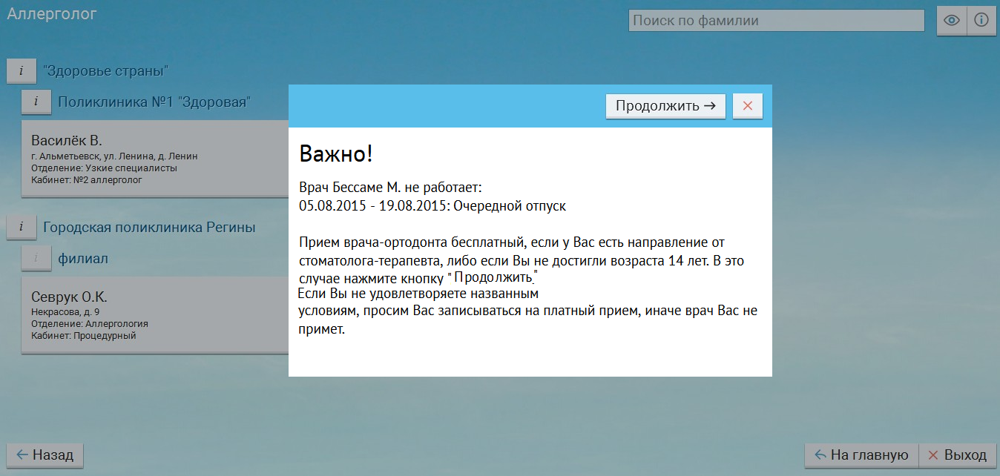 Аллерголог
Поиск по фамилии
i "Здоровье страны"
i Поликлиника №1 "Здоровая"
Василёк В.
г. Альметьевск, ул. Ленина, д. Ленин
Отделение: Узкие специалисты
Кабинет: №2 аллерголог
i Городская поликлиника Регины
i филиал
Севрук О.К.
Некрасова, д. 9
Отделение: Аллергология
Кабинет: Процедурный
Продолжить →
Важно!
Врач Бессаме М. не работает:
05.08.2015 - 19.08.2015: Очередной отпуск
Прием врача-ортодонта бесплатный, если у Вас есть направление от
стоматолога-терапевта, либо если Вы не достигли возраста 14 лет. В это
случае нажмите кнопку "Продолжить"
Если Вы не удовлетворяете названным
условиям, просим Вас записываться на платный прием, иначе врач Вас не
примет.
← Назад
На главную
Выход